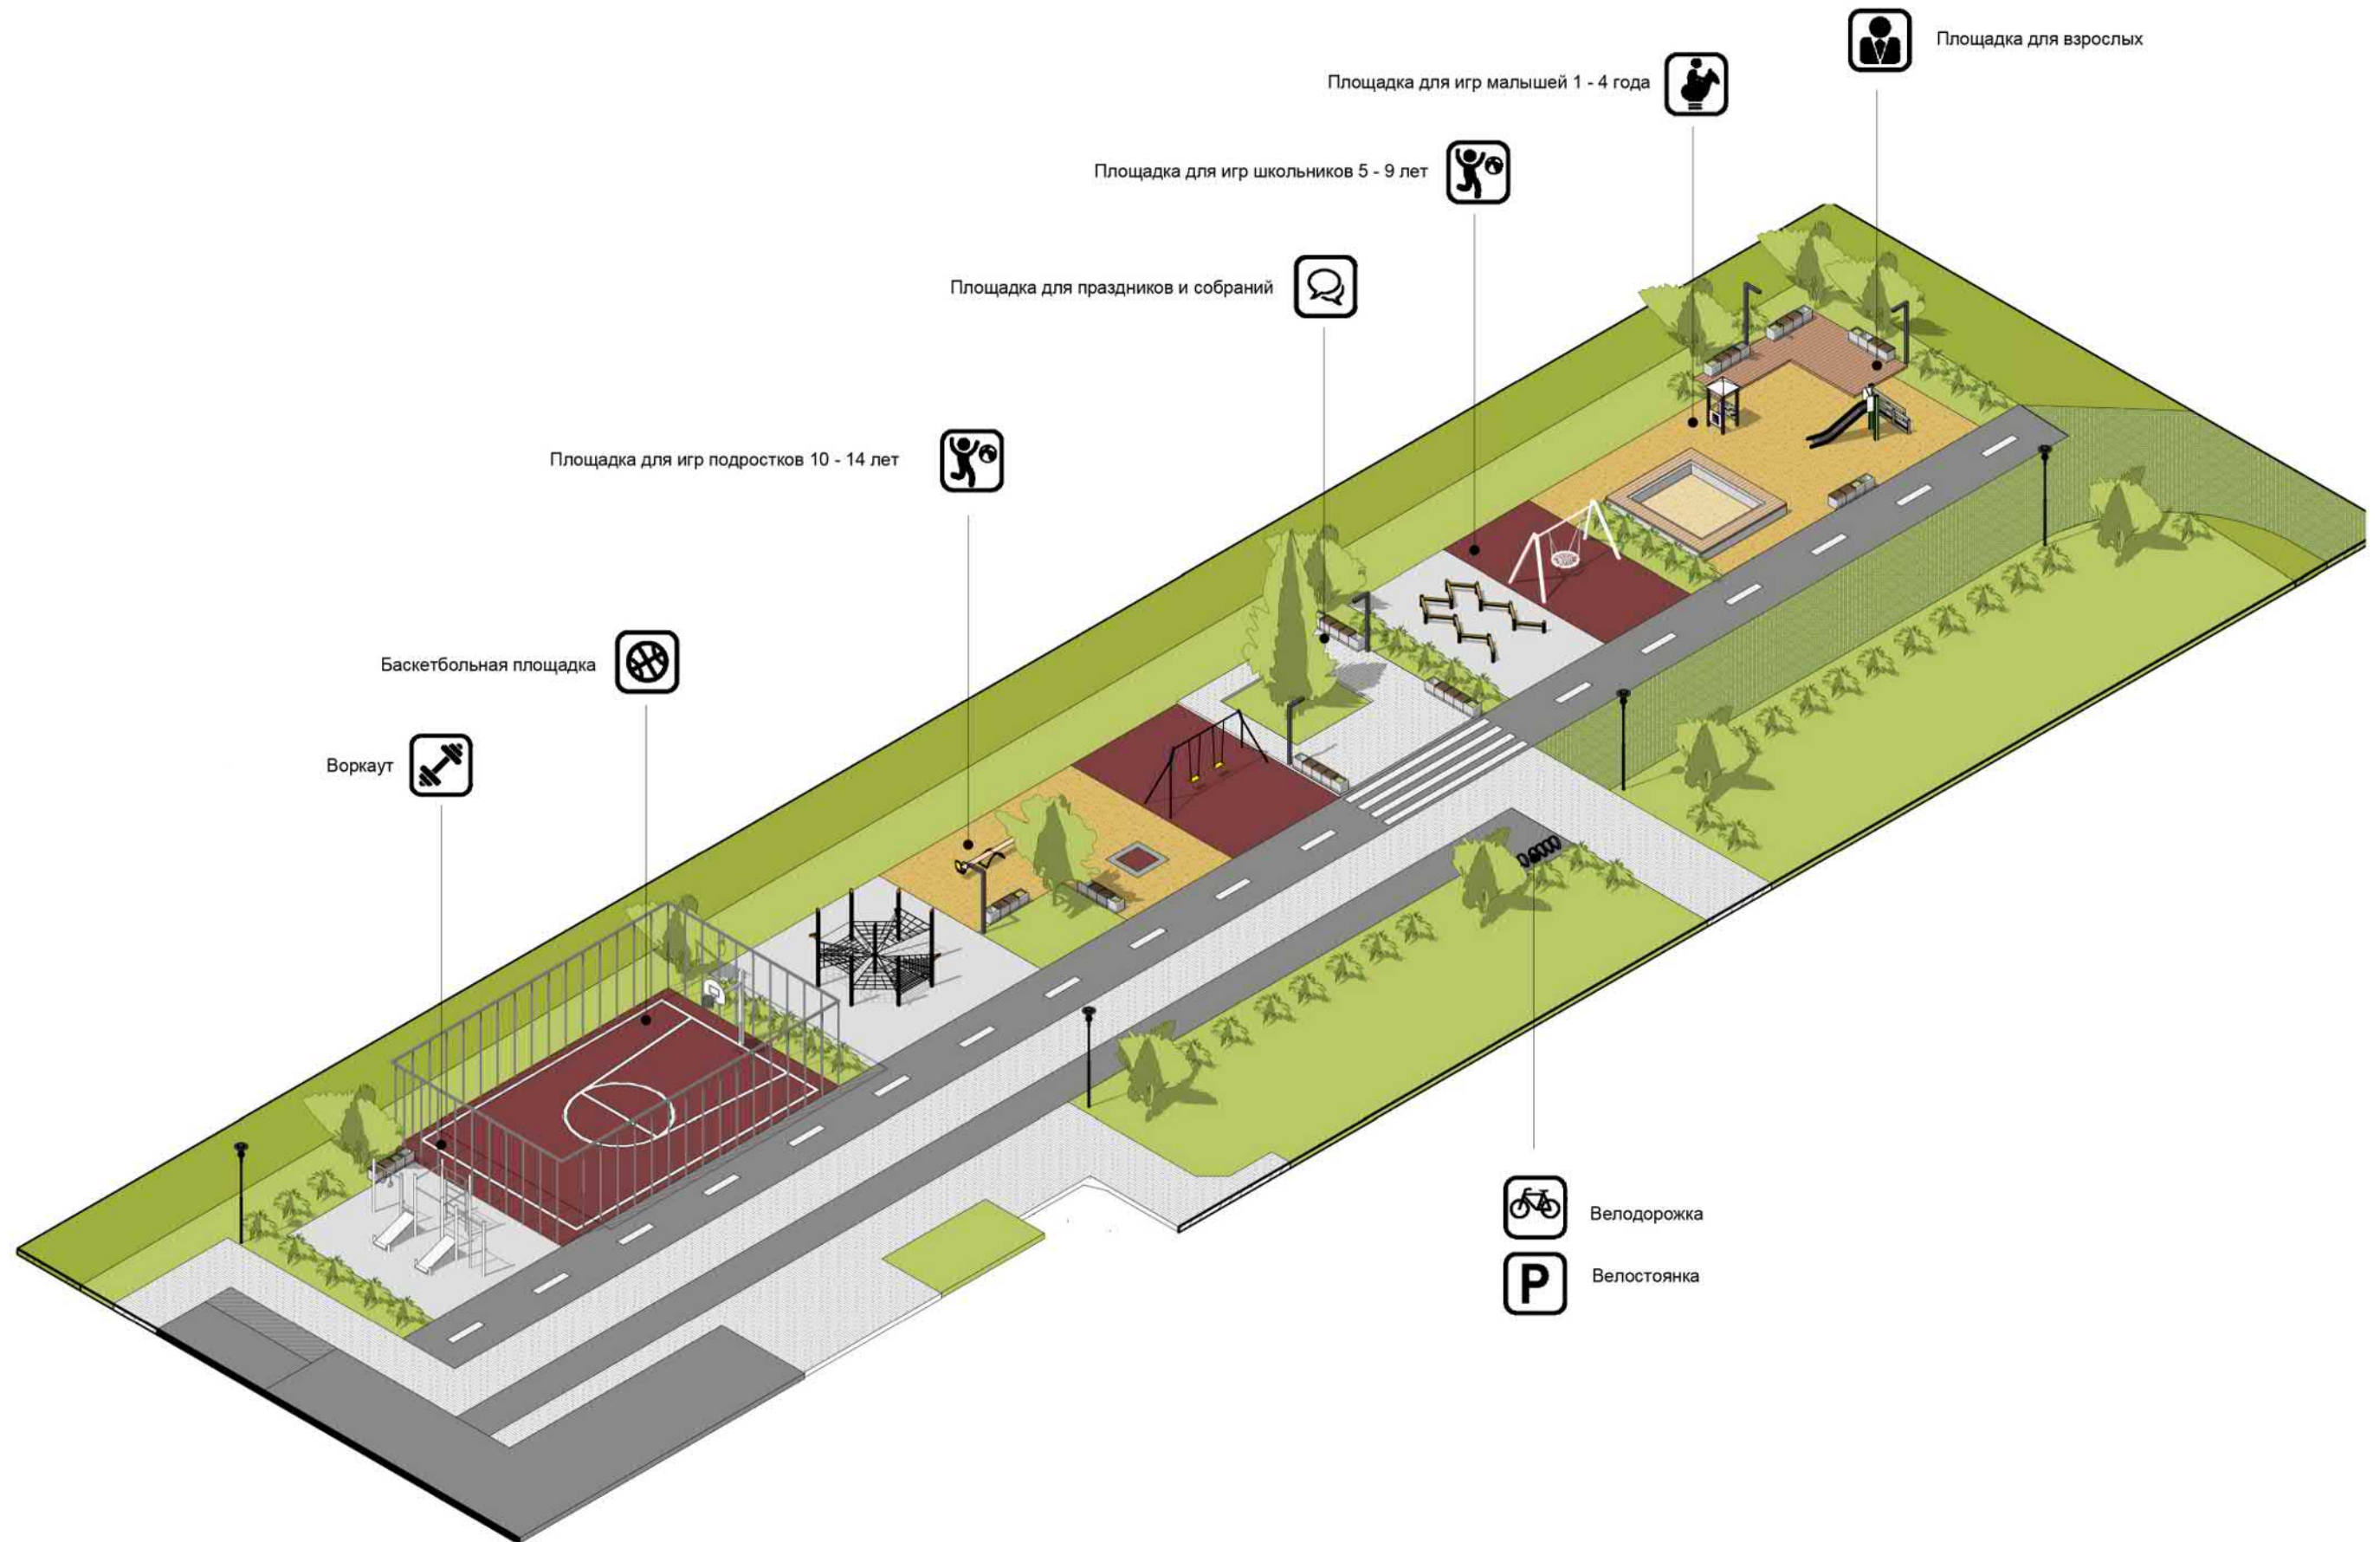 Площадка для взрослых
Площадка для игр малышей 1 - 4 года
Площадка для игр школьников 5 - 9 лет
Площадка для праздников и собраний
Площадка для игр подростков 10 - 14 лет
Баскетбольная площадка
Воркаут
Велодорожка
P
Велостоянка